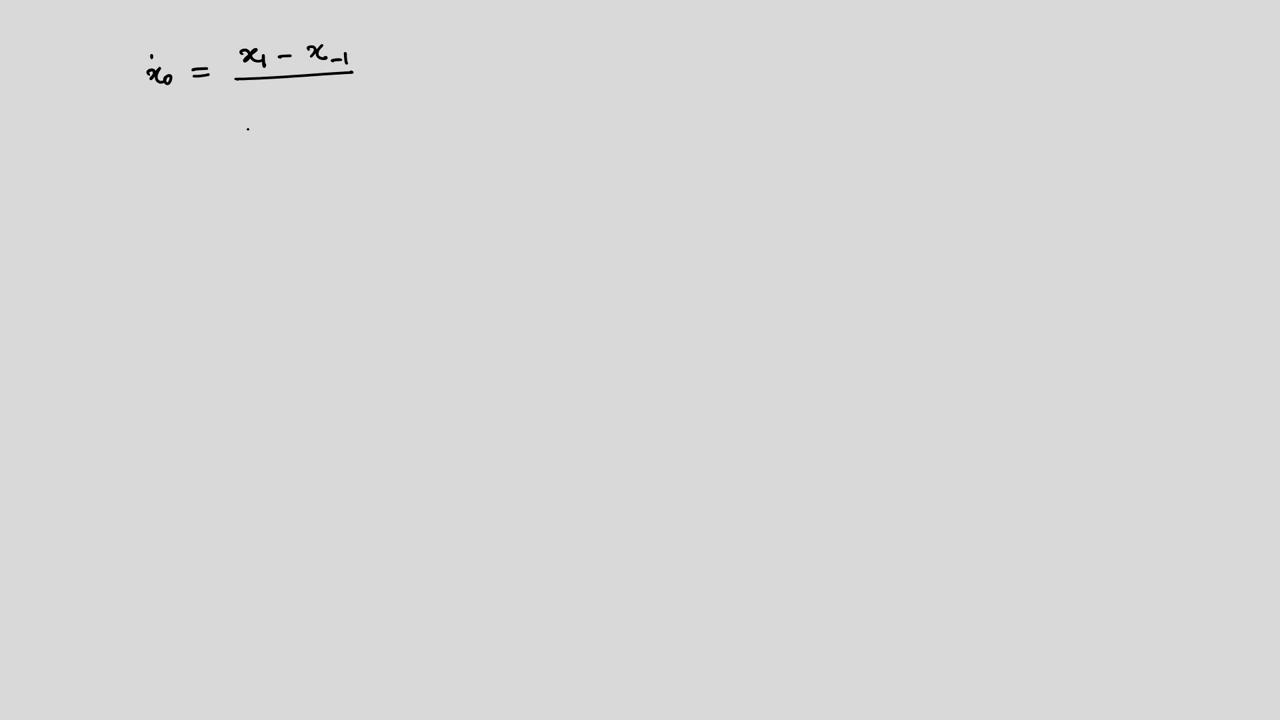 ẋ₀ = x₁ - x₋₁